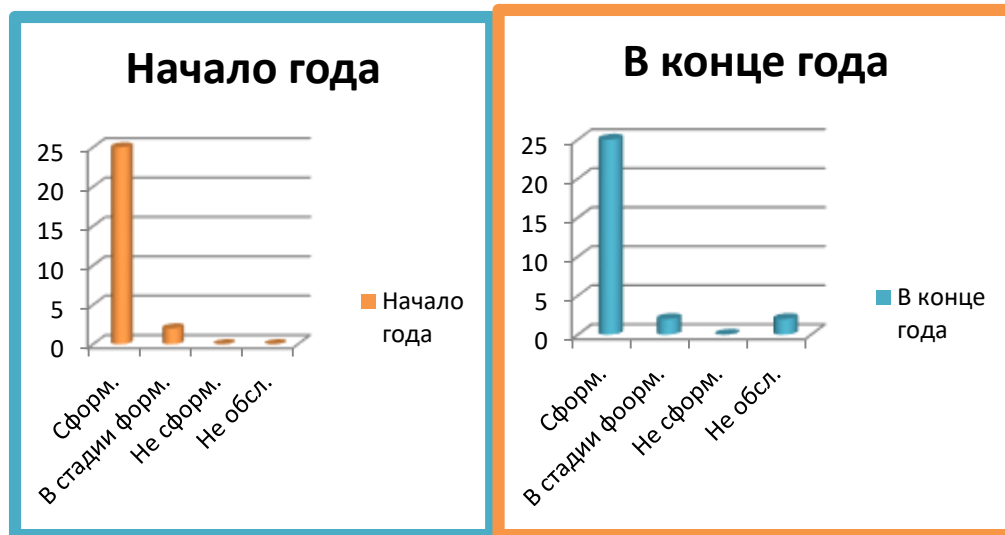 Начало года
25
20
15
10
5
0
Сформ.
В стадии форм.
Не сформ.
Не обсл.
Начало
года
В конце года
25
20
15
10
5
0
Сформ.
В стадии фоорм.
Не сформ.
Не обсл.
В конце
года